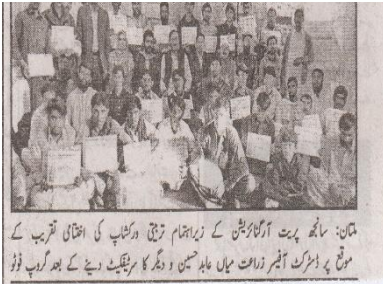 ملتان: سانجھ پریت آرگنائزیشن کے زیراہتمام تربیتی ورکشاپ کی اختتامی تقریب کے
موقع پر ڈسٹرکٹ آفیسر زراعت میاں عابد حسین و دیگر کا سرٹیفکیٹ دینے کے بعد گروپ فوٹو